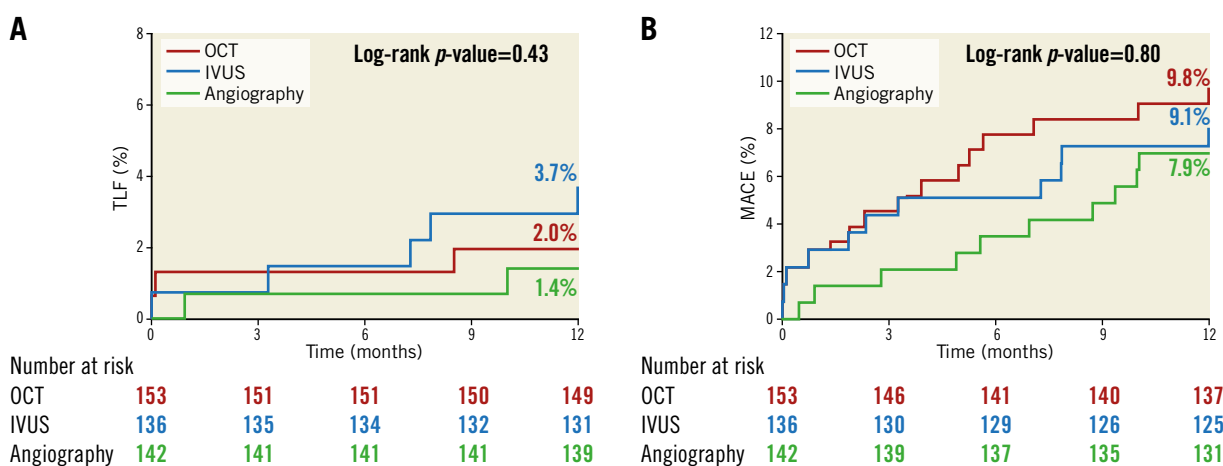 A
8
6
4
2
0
TLF (%)
OCT
IVUS
Angiography
Log-rank p-value=0.43
3.7%
2.0%
1.4%
0 3 6 9 12
Time (months)
Number at risk
OCT 153 151 151 150 149
IVUS 136 135 134 132 131
Angiography 142 141 141 141 139
B
12
10
8
6
4
2
0
MACE (%)
OCT
IVUS
Angiography
Log-rank p-value=0.80
9.8%
9.1%
7.9%
0 3 6 9 12
Time (months)
Number at risk
OCT 153 146 141 140 137
IVUS 136 130 129 126 125
Angiography 142 139 137 135 131